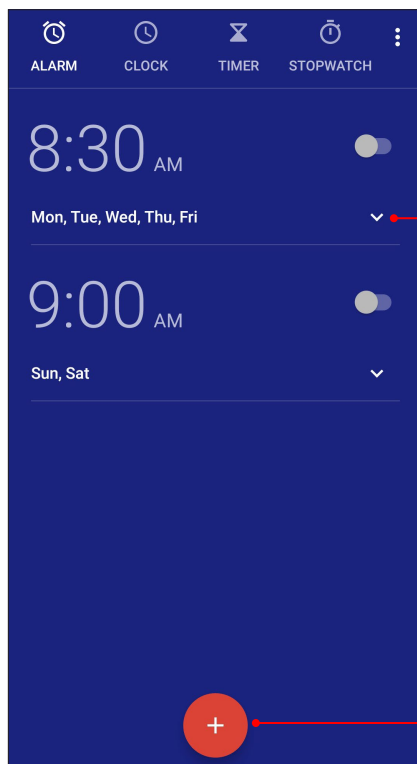 ALARM CLOCK TIMER STOPWATCH
8:30 AM
Mon, Tue, Wed, Thu, Fri
9:00 AM
Sun, Sat